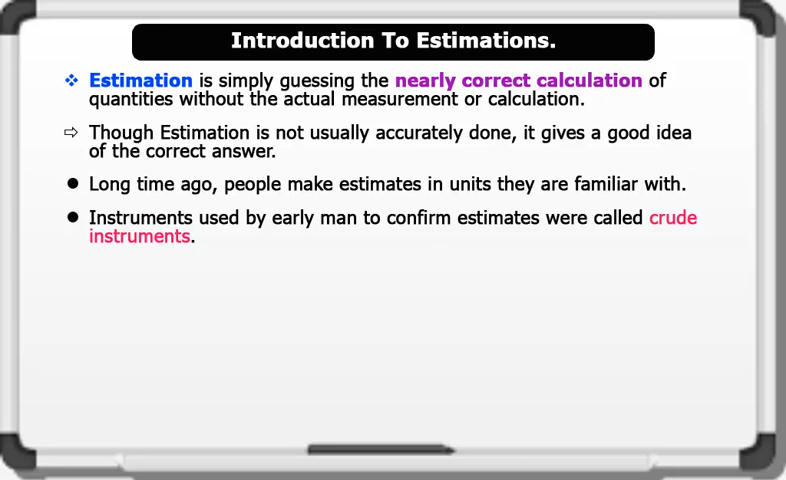 Introduction To Estimations.
❖ Estimation is simply guessing the nearly correct calculation of
quantities without the actual measurement or calculation.
⇨ Though Estimation is not usually accurately done, it gives a good idea
of the correct answer.
● Long time ago, people make estimates in units they are familiar with.
● Instruments used by early man to confirm estimates were called crude
instruments.